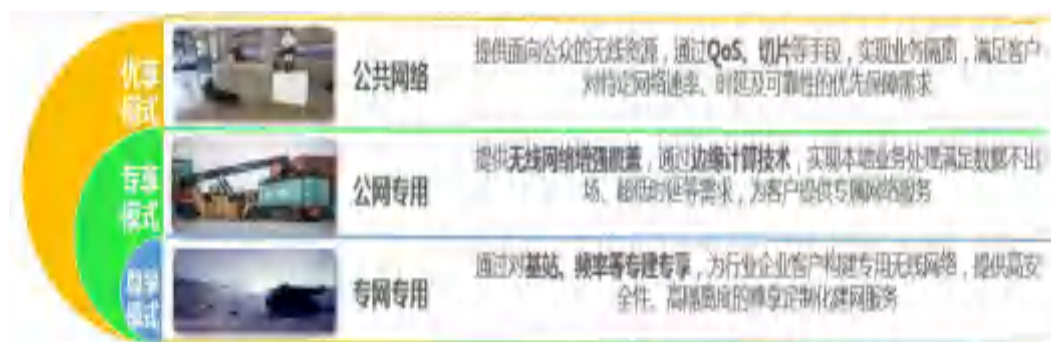 优享
模式
公共网络
提供面向公众的无线资源，通过QoS、切片等手段，实现业务隔离，满足客户
对特定网络速率、时延及可靠性的优先保障需求
专享
模式
公网专用
提供无线网络增强覆盖，通过边缘计算技术，实现本地业务处理满足数据不出
场、超低时延等需求，为客户提供专属网络服务
尊享
模式
专网专用
通过对基站、频率等专建专享，为行业企业客户构建专用无线网络，提供高安
全性、高隔离度的尊享定制化建网服务